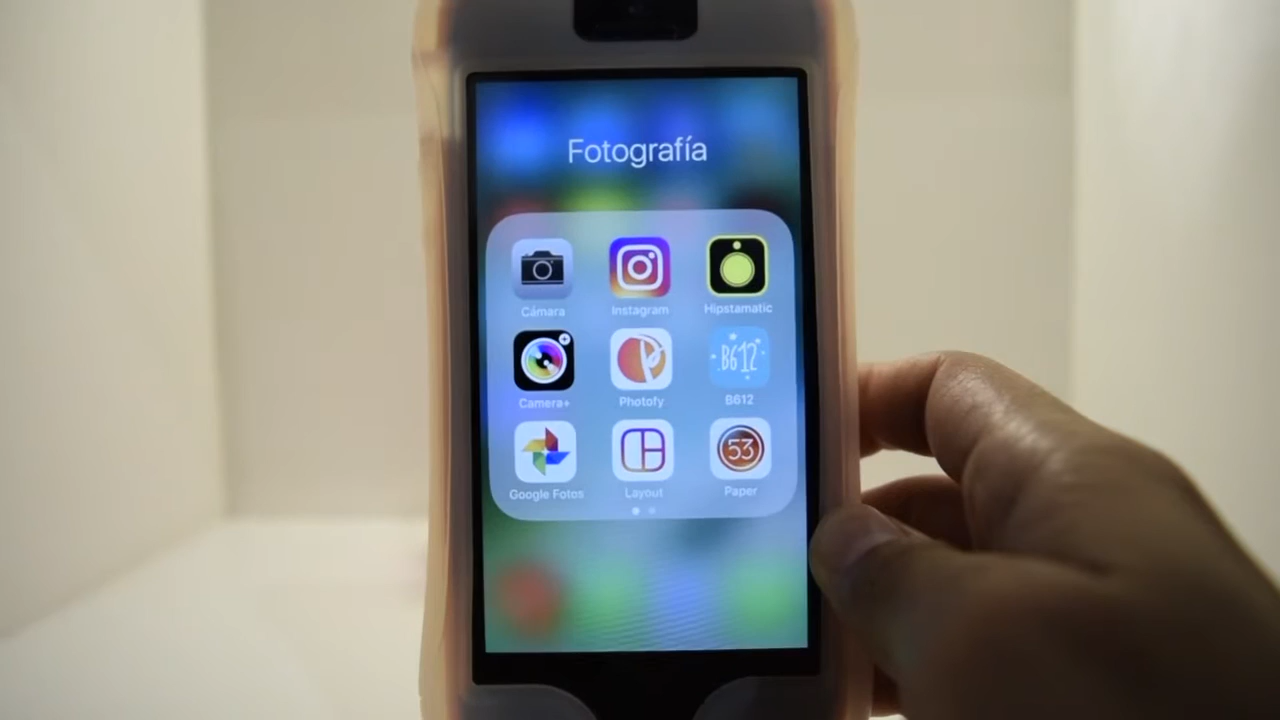 Fotografía
Cámara
Instagram
Hipstamatic
Camera+
Photofy
B612
B612
Google Fotos
Layout
53
Paper